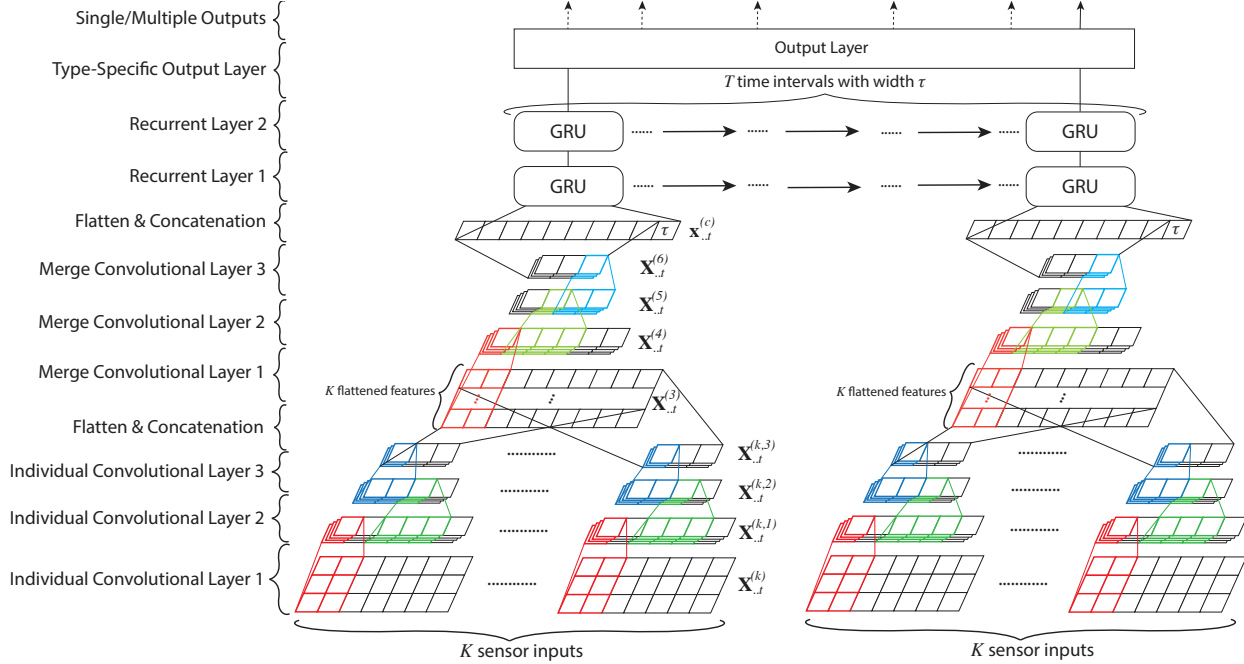 Single/Multiple Outputs
Output Layer
Type-Specific Output Layer
T time intervals with width τ
Recurrent Layer 2
GRU ...... ...... ...... ...... GRU
Recurrent Layer 1
GRU ...... ...... ...... ...... GRU
Flatten & Concatenation
τ x..t(c) τ
Merge Convolutional Layer 3
X..t(6)
X..t(5)
Merge Convolutional Layer 2
X..t(4)
Merge Convolutional Layer 1
K flattened features
K flattened features
X..t(3)
Flatten & Concatenation
X..t(k,3)
Individual Convolutional Layer 3
X..t(k,2)
Individual Convolutional Layer 2
X..t(k,1)
Individual Convolutional Layer 1
X..t(k)
K sensor inputs
K sensor inputs